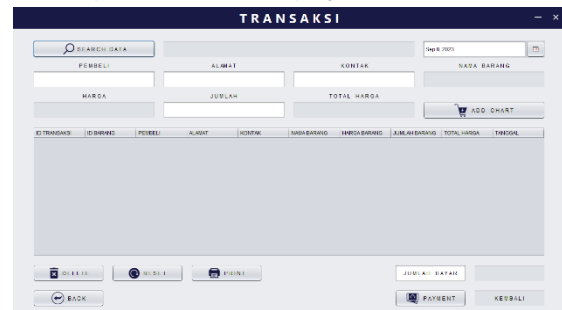 TRANSAKSI
SEARCH DATA
Sep 8, 2023
PEMBELI ALAMAT KONTAK NAMA BARANG
HARGA JUMLAH TOTAL HARGA
ADD CHART
ID TRANSAKSI ID BARANG PEMBELI ALAMAT KONTAK NAMA BARANG HARGA BARANG JUMLAH BARANG TOTAL HARGA TANGGAL
DELETE RESET PRINT JUMLAH BAYAR
BACK PAYMENT KEMBALI